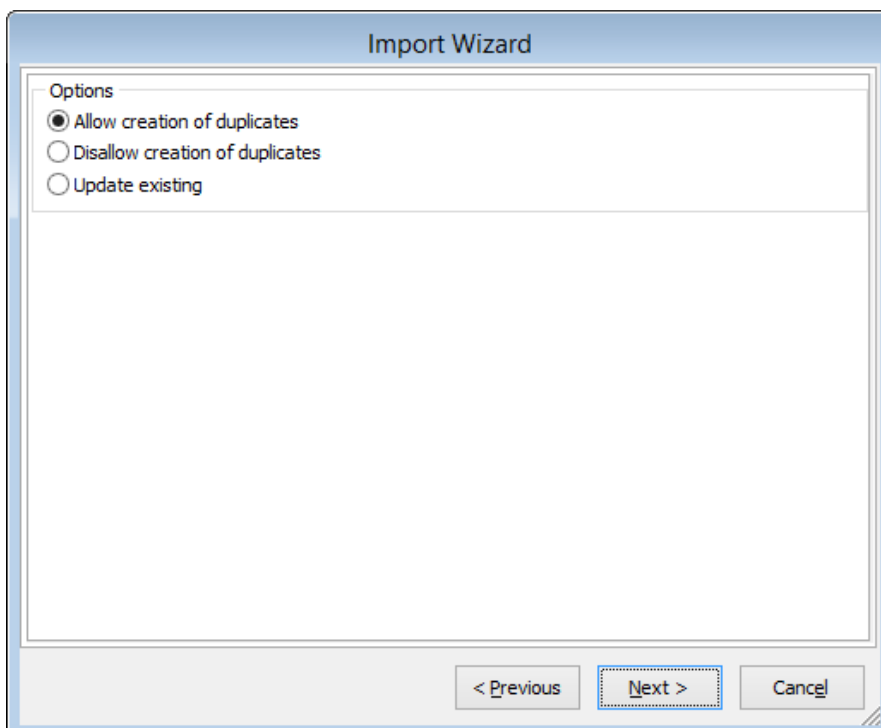 Import Wizard
Options
Allow creation of duplicates
Disallow creation of duplicates
Update existing
< Previous Next > Cancel